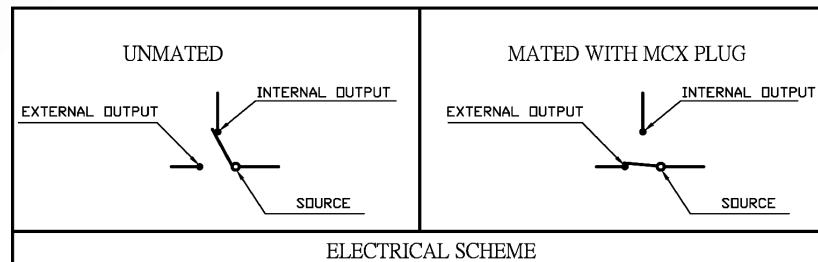 UNMATED
INTERNAL OUTPUT
EXTERNAL OUTPUT
SOURCE
MATED WITH MCX PLUG
INTERNAL OUTPUT
EXTERNAL OUTPUT
SOURCE
ELECTRICAL SCHEME